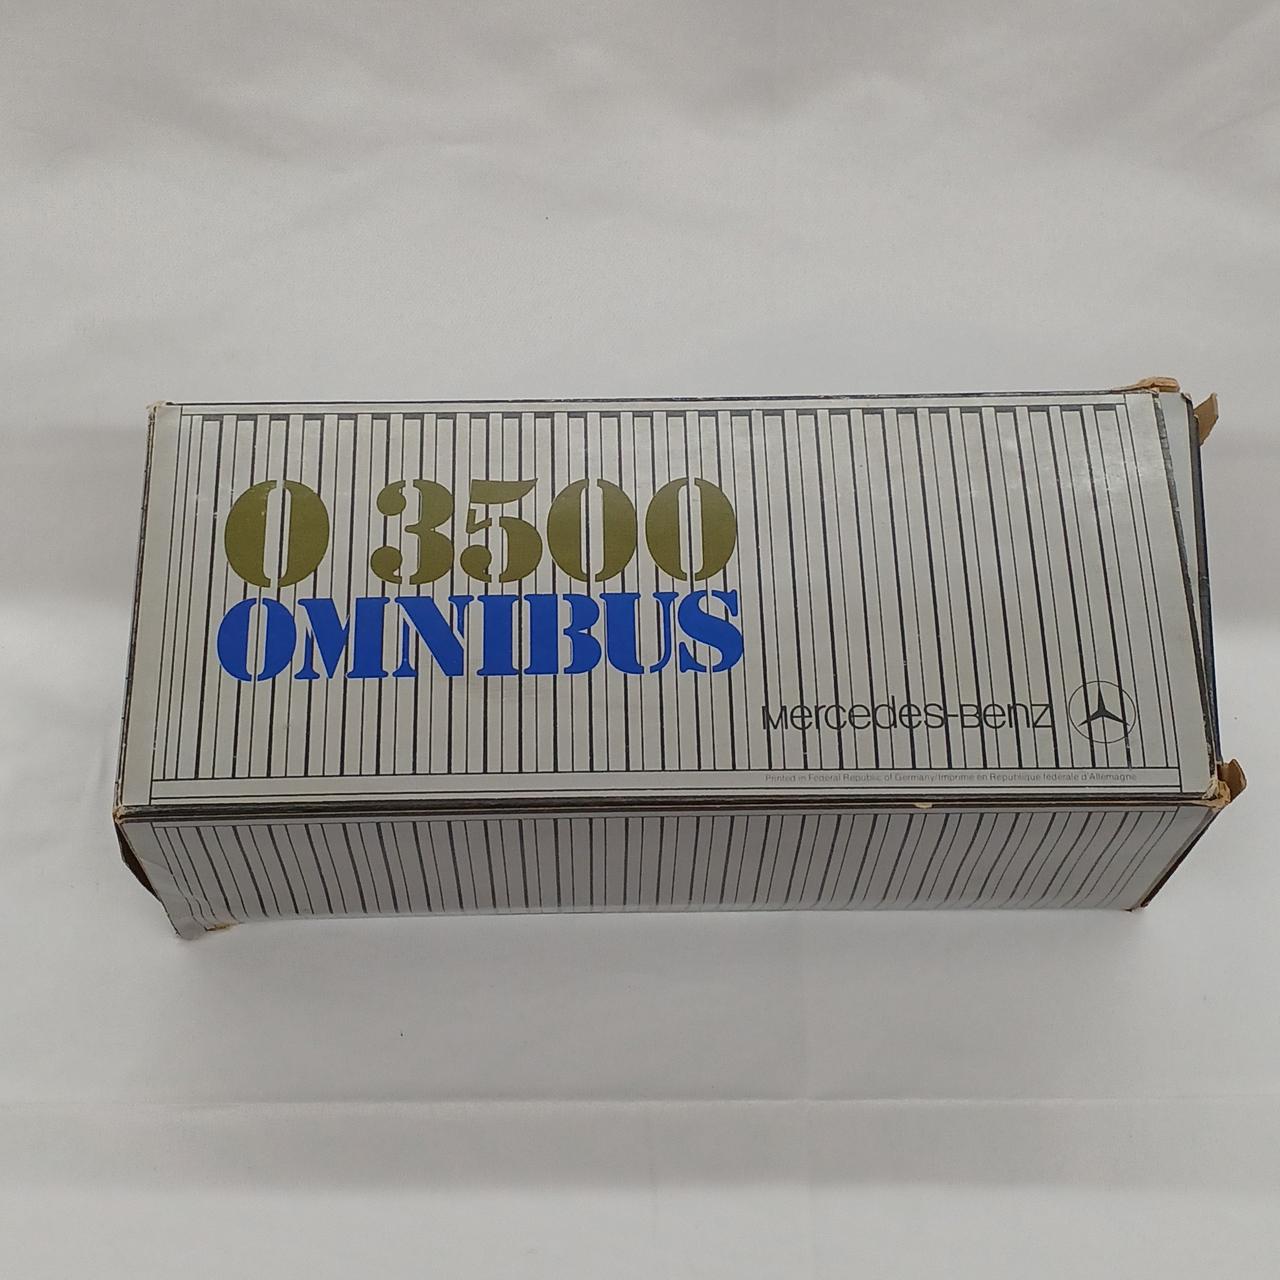 O 3500
OMNIBUS
Mercedes-Benz
Printed in Federal Republic of Germany/Imprimé en République fédérale d'Allemagne